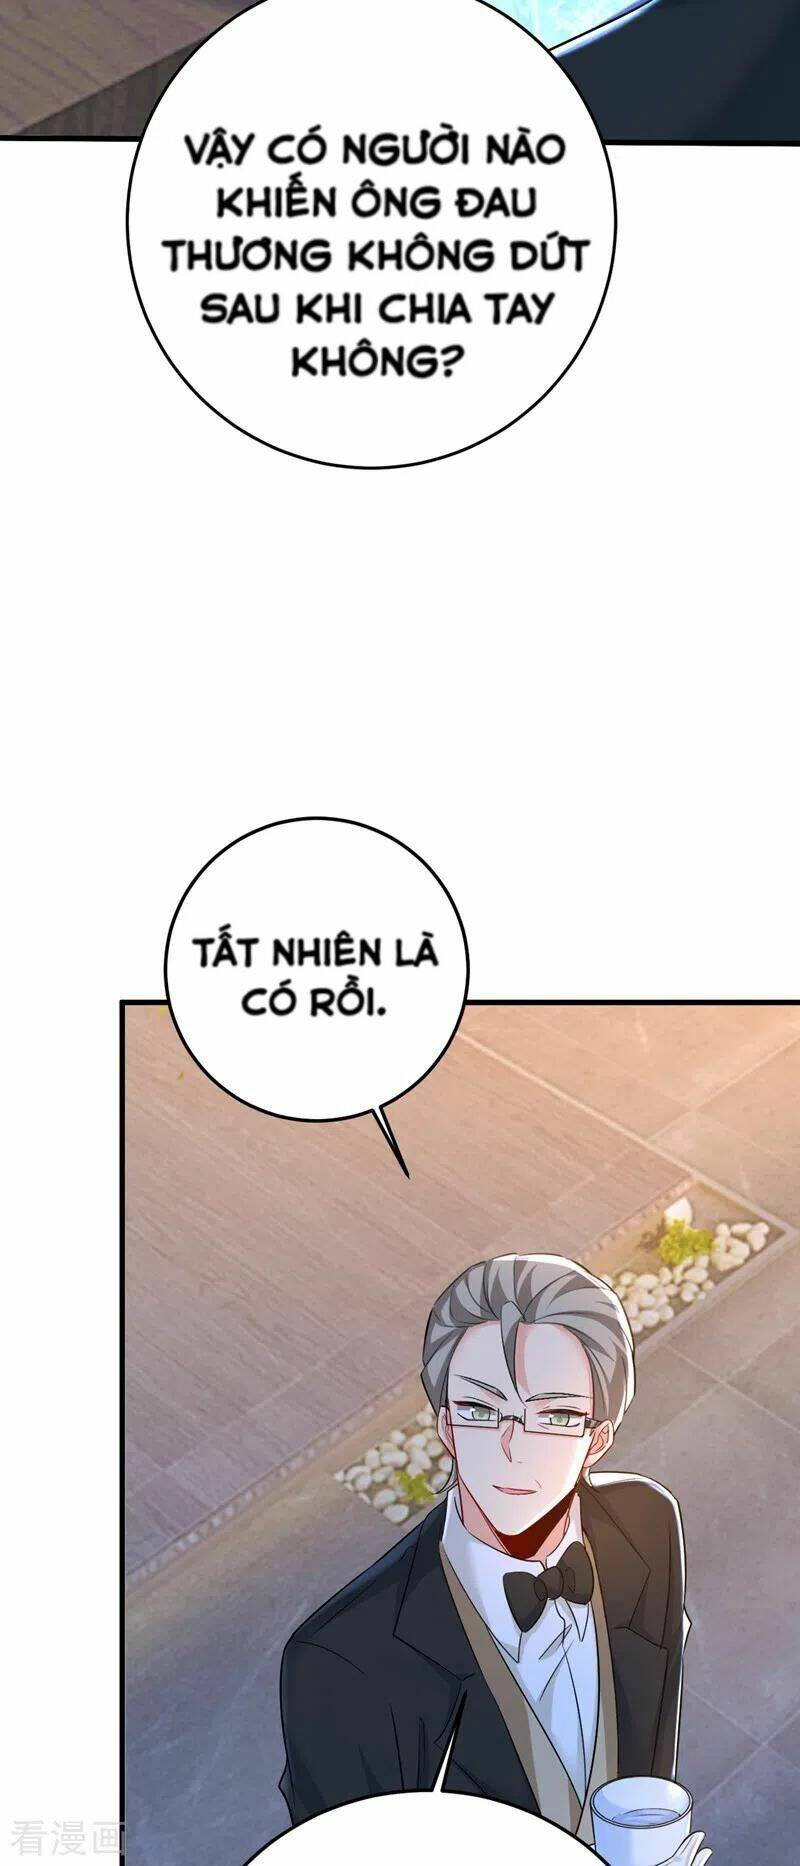 VẬY CÓ NGƯỜI NÀO
KHIẾN ÔNG ĐAU
THƯƠNG KHÔNG DỨT
SAU KHI CHIA TAY
KHÔNG?
TẤT NHIÊN LÀ
CÓ RỒI.
看漫画